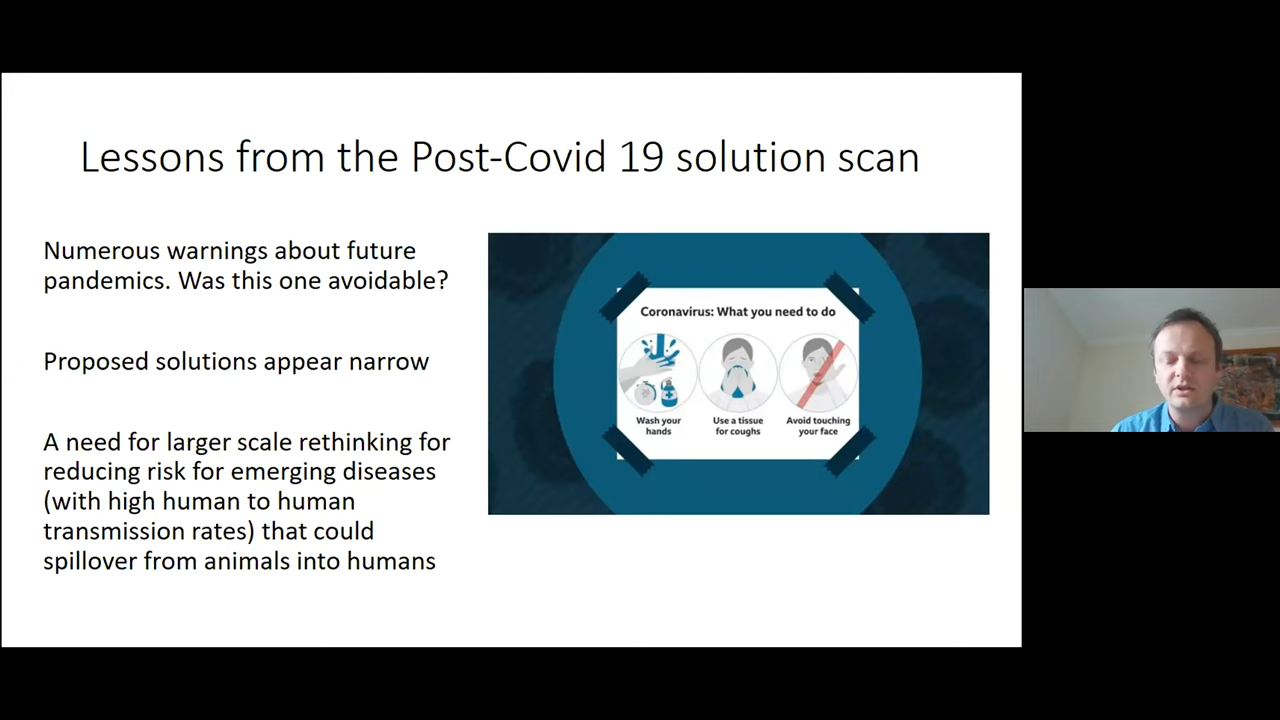 Lessons from the Post-Covid 19 solution scan
Numerous warnings about future
pandemics. Was this one avoidable?
Proposed solutions appear narrow
A need for larger scale rethinking for
reducing risk for emerging diseases
(with high human to human
transmission rates) that could
spillover from animals into humans
Coronavirus: What you need to do
Wash your
hands
Use a tissue
for coughs
Avoid touching
your face